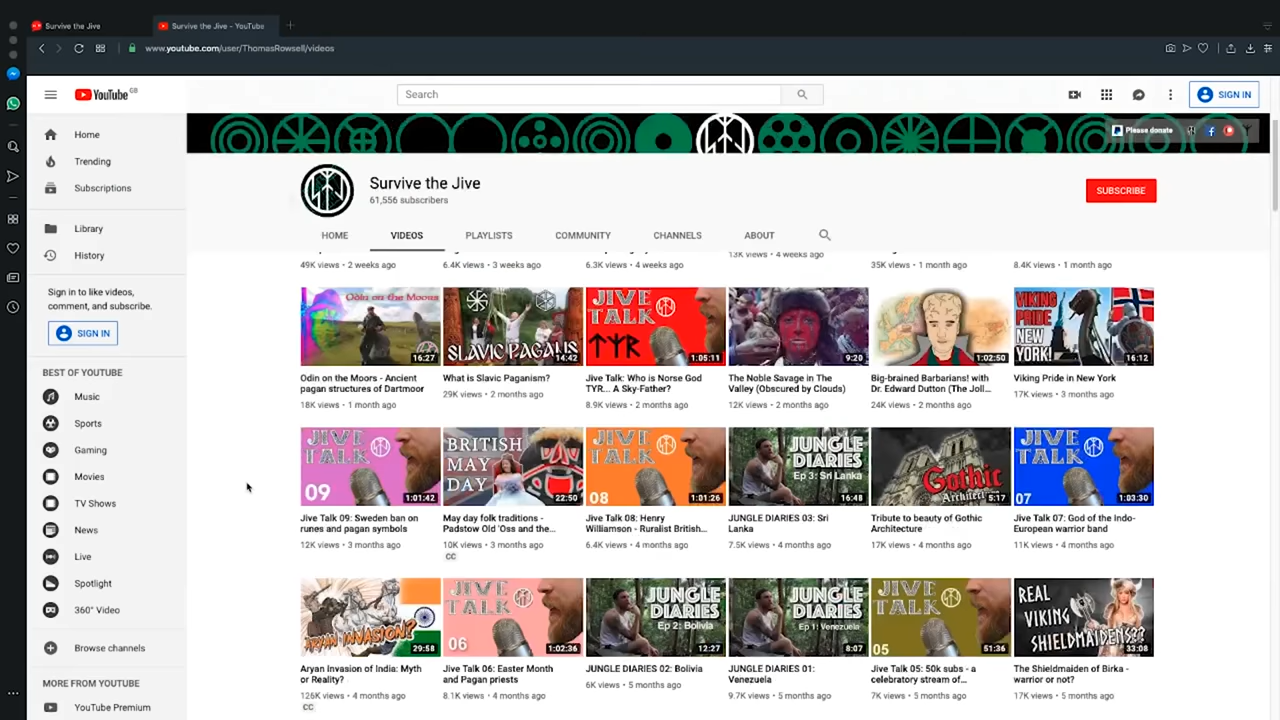 Survive the Jive
Survive the Jive - YouTube
www.youtube.com/user/ThomasRowsell/videos
YouTube GB
Search
SIGN IN
Home
Trending
Subscriptions
Library
History
Sign in to like videos,
comment, and subscribe.
SIGN IN
BEST OF YOUTUBE
Music
Sports
Gaming
Movies
TV Shows
News
Live
Spotlight
360° Video
Browse channels
MORE FROM YOUTUBE
YouTube Premium
Please donate
Survive the Jive
61,556 subscribers
SUBSCRIBE
HOME VIDEOS PLAYLISTS COMMUNITY CHANNELS ABOUT
49K views • 2 weeks ago
6.4K views • 3 weeks ago
6.3K views • 4 weeks ago
13K views • 4 weeks ago
35K views • 1 month ago
8.4K views • 1 month ago
Odin on the Moors
16:27
Odin on the Moors - Ancient
pagan structures of Dartmoor
18K views • 1 month ago
SLAVIC PAGANS
14:42
What is Slavic Paganism?
29K views • 2 months ago
JIVE
TALK
1:05:11
Jive Talk: Who is Norse God
TYR... A Sky-Father?
8.9K views • 2 months ago
9:20
The Noble Savage in The
Valley (Obscured by Clouds)
12K views • 2 months ago
1:02:50
Big-brained Barbarians! with
Dr. Edward Dutton (The Joll...
24K views • 2 months ago
VIKING
PRIDE
NEW
YORK!
16:12
Viking Pride in New York
17K views • 3 months ago
JIVE
TALK
09
1:01:42
Jive Talk 09: Sweden ban on
runes and pagan symbols
12K views • 3 months ago
BRITISH
MAY
DAY
22:50
May day folk traditions -
Padstow Old 'Oss and the...
10K views • 3 months ago
CC
JIVE
TALK
08
1:01:26
Jive Talk 08: Henry
Williamson - Ruralist British...
6.4K views • 4 months ago
JUNGLE
DIARIES
Ep 3: Sri Lanka
16:48
JUNGLE DIARIES 03: Sri
Lanka
7.5K views • 4 months ago
Gothic
Architecture
5:17
Tribute to beauty of Gothic
Architecture
17K views • 4 months ago
JIVE
TALK
07
1:03:30
Jive Talk 07: God of the Indo-
European warrior band
11K views • 4 months ago
ARYAN INVASION?
29:58
Aryan Invasion of India: Myth
or Reality?
126K views • 4 months ago
CC
JIVE
TALK
06
1:02:36
Jive Talk 06: Easter Month
and Pagan priests
8.1K views • 4 months ago
JUNGLE
DIARIES
Ep 2: Bolivia
12:27
JUNGLE DIARIES 02: Bolivia
6K views • 5 months ago
JUNGLE
DIARIES
Ep 1: Venezuela
8:07
JUNGLE DIARIES 01:
Venezuela
9.7K views • 5 months ago
JIVE
TALK
05
51:36
Jive Talk 05: 50k subs - a
celebratory stream of...
7K views • 5 months ago
REAL
VIKING
SHIELDMAIDENS??
33:08
The Shieldmaiden of Birka -
warrior or not?
17K views • 5 months ago